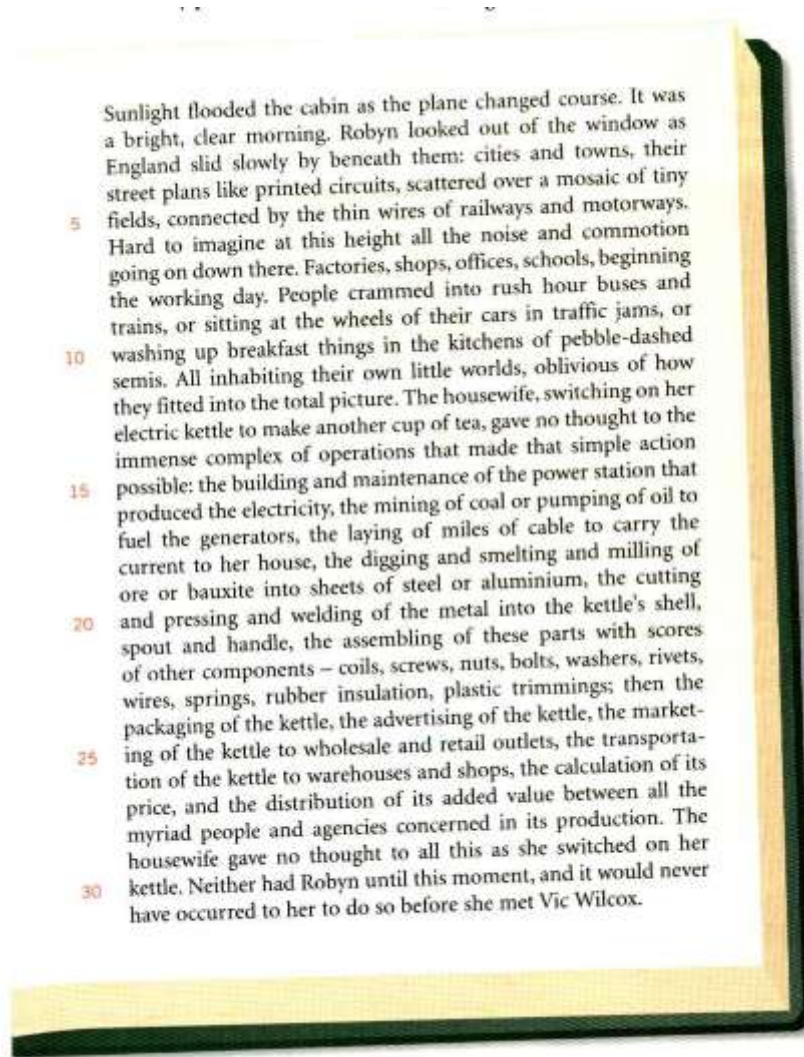 Sunlight flooded the cabin as the plane changed course. It was
a bright, clear morning. Robyn looked out of the window as
England slid slowly by beneath them: cities and towns, their
street plans like printed circuits, scattered over a mosaic of tiny
5 fields, connected by the thin wires of railways and motorways.
Hard to imagine at this height all the noise and commotion
going on down there. Factories, shops, offices, schools, beginning
the working day. People crammed into rush hour buses and
trains, or sitting at the wheels of their cars in traffic jams, or
10 washing up breakfast things in the kitchens of pebble-dashed
semis. All inhabiting their own little worlds, oblivious of how
they fitted into the total picture. The housewife, switching on her
electric kettle to make another cup of tea, gave no thought to the
immense complex of operations that made that simple action
15 possible: the building and maintenance of the power station that
produced the electricity, the mining of coal or pumping of oil to
fuel the generators, the laying of miles of cable to carry the
current to her house, the digging and smelting and milling of
ore or bauxite into sheets of steel or aluminium, the cutting
20 and pressing and welding of the metal into the kettle's shell,
spout and handle, the assembling of these parts with scores
of other components – coils, screws, nuts, bolts, washers, rivets,
wires, springs, rubber insulation, plastic trimmings; then the
packaging of the kettle, the advertising of the kettle, the market-
25 ing of the kettle to wholesale and retail outlets, the transporta-
tion of the kettle to warehouses and shops, the calculation of its
price, and the distribution of its added value between all the
myriad people and agencies concerned in its production. The
housewife gave no thought to all this as she switched on her
30 kettle. Neither had Robyn until this moment, and it would never
have occurred to her to do so before she met Vic Wilcox.